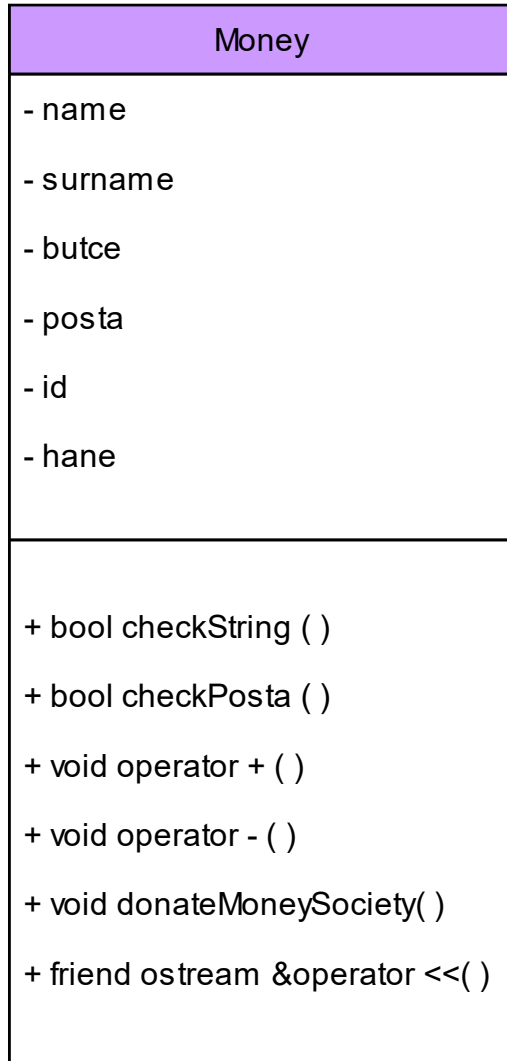 Money
- name
- surname
- butce
- posta
- id
- hane
+ bool checkString ( )
+ bool checkPosta ( )
+ void operator + ( )
+ void operator - ( )
+ void donateMoneySociety( )
+ friend ostream &operator <<( )